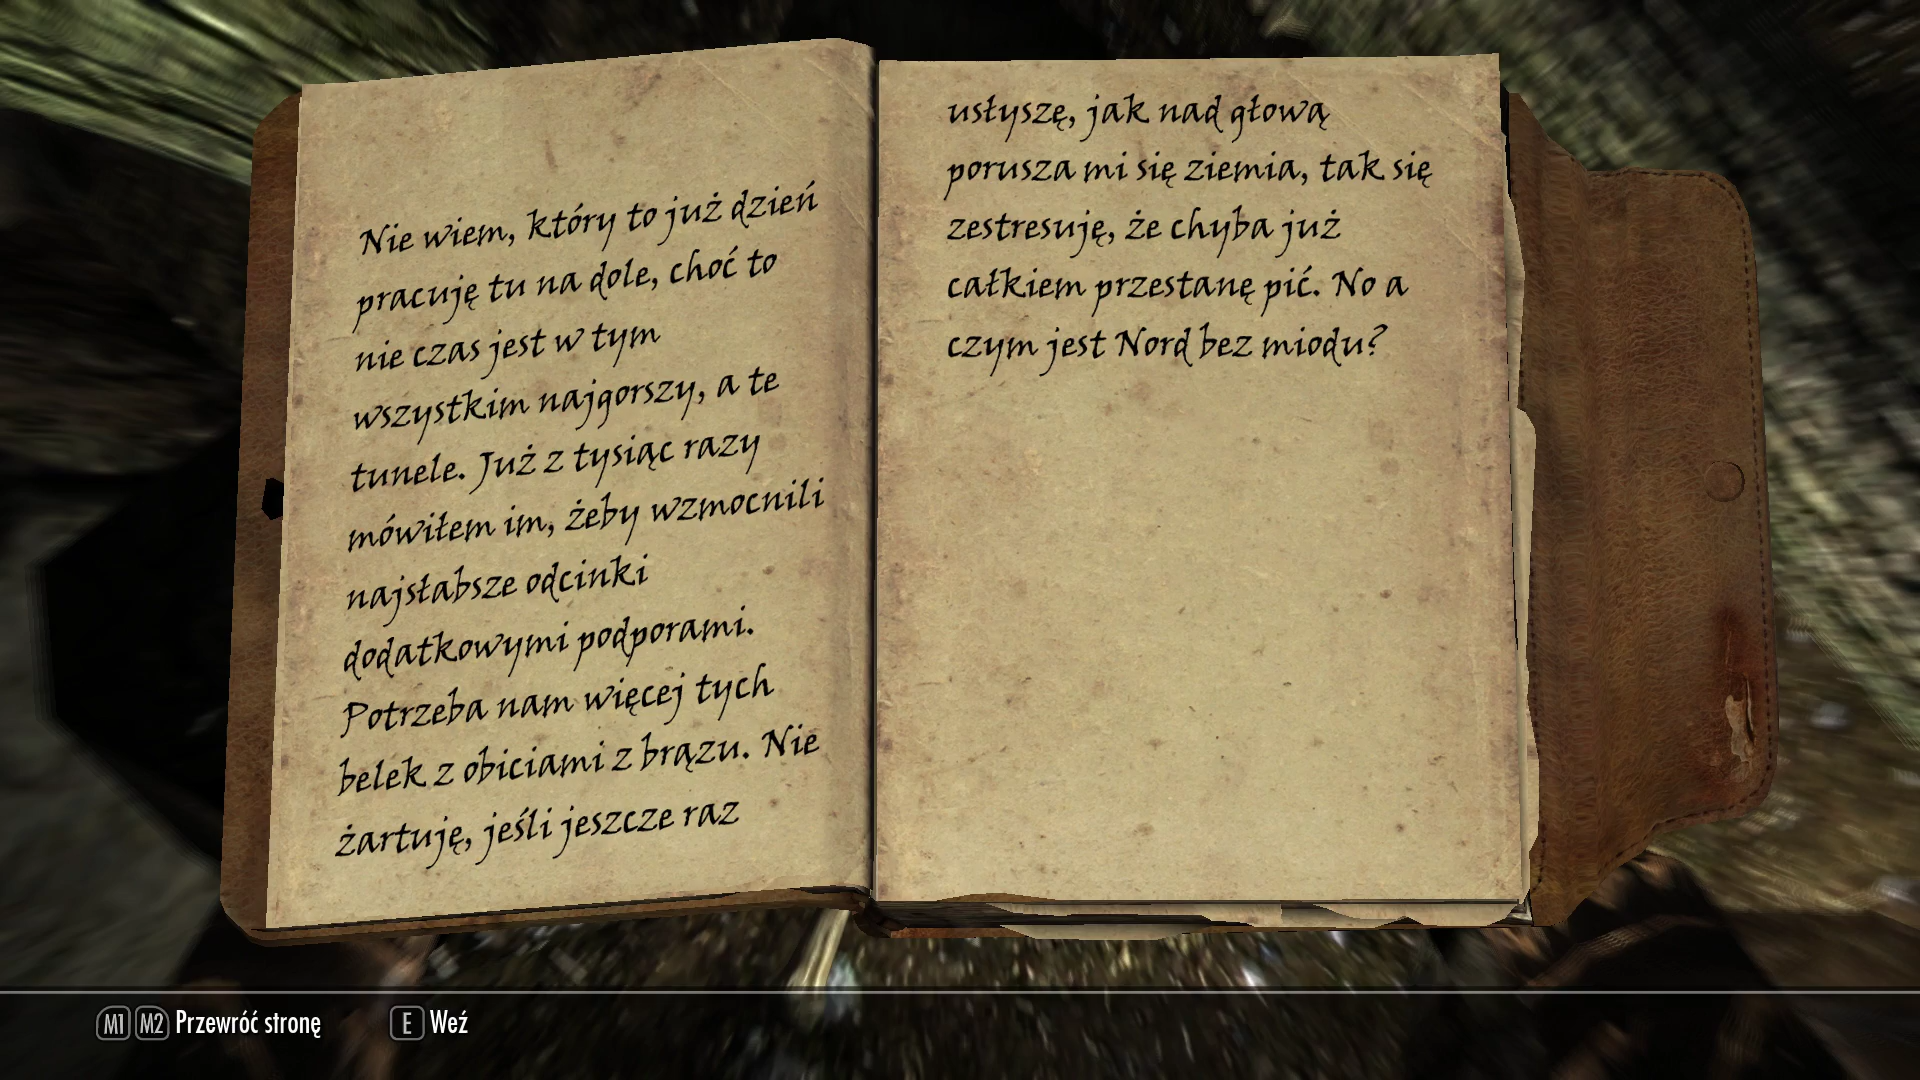 Nie wiem, który to już dzień
pracuję tu na dole, choć to
nie czas jest w tym
wszystkim najgorszy, a te
tunele. Już z tysiąc razy
mówiłem im, żeby wzmocnili
najsłabsze odcinki
dodatkowymi podporami.
Potrzeba nam więcej tych
belek z obiciami z brązu. Nie
żartuję, jeśli jeszcze raz
usłyszę, jak nad głową
porusza mi się ziemia, tak się
zestresuję, że chyba już
całkiem przestanę pić. No a
czym jest Nord bez miodu?
M1 M2 Przewróć stronę E Weź